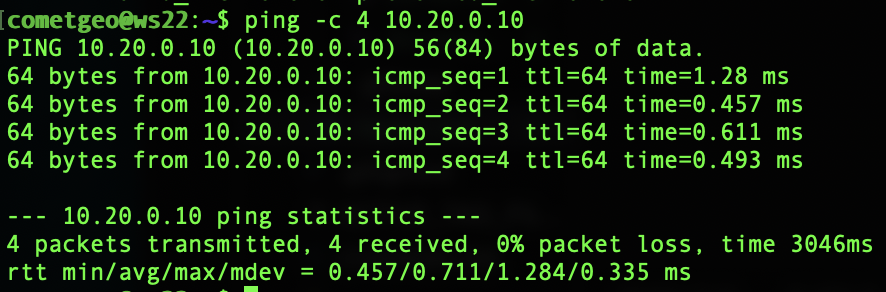 [cometgeo@ws22:~$ ping -c 4 10.20.0.10
PING 10.20.0.10 (10.20.0.10) 56(84) bytes of data.
64 bytes from 10.20.0.10: icmp_seq=1 ttl=64 time=1.28 ms
64 bytes from 10.20.0.10: icmp_seq=2 ttl=64 time=0.457 ms
64 bytes from 10.20.0.10: icmp_seq=3 ttl=64 time=0.611 ms
64 bytes from 10.20.0.10: icmp_seq=4 ttl=64 time=0.493 ms
--- 10.20.0.10 ping statistics ---
4 packets transmitted, 4 received, 0% packet loss, time 3046ms
rtt min/avg/max/mdev = 0.457/0.711/1.284/0.335 ms